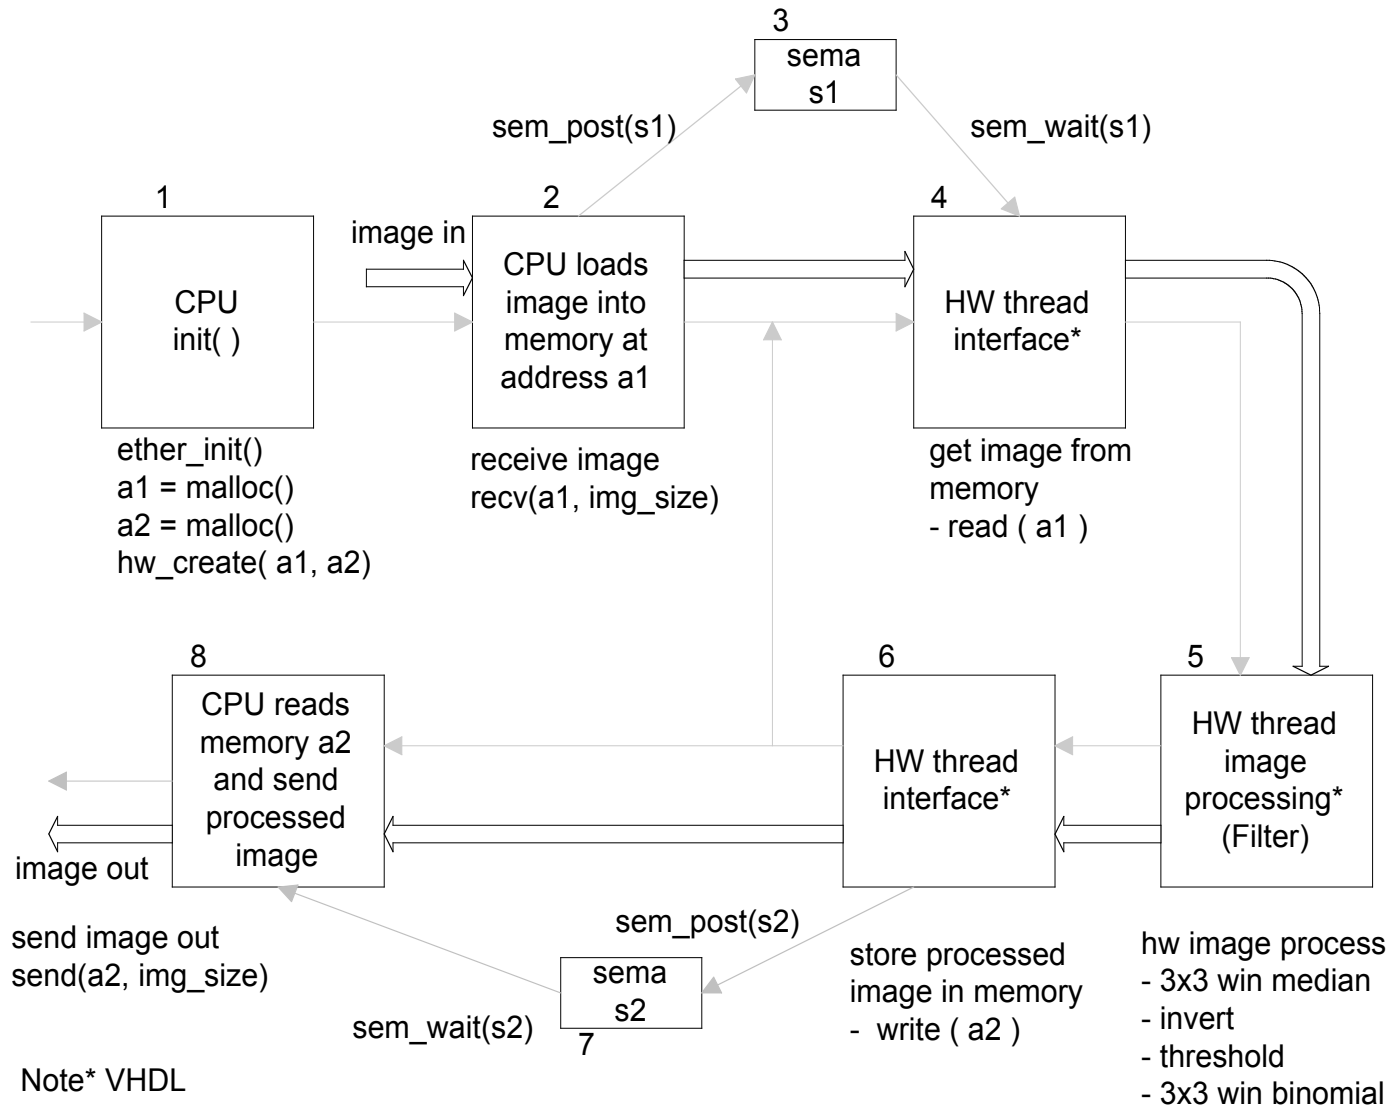 3
sema
s1
sem_post(s1)
sem_wait(s1)
1
CPU
init( )
ether_init()
a1 = malloc()
a2 = malloc()
hw_create( a1, a2)
image in
2
CPU loads
image into
memory at
address a1
receive image
recv(a1, img_size)
4
HW thread
interface*
get image from
memory
- read ( a1 )
8
CPU reads
memory a2
and send
processed
image
image out
send image out
send(a2, img_size)
6
HW thread
interface*
store processed
image in memory
- write ( a2 )
5
HW thread
image
processing*
(Filter)
hw image process
- 3x3 win median
- invert
- threshold
- 3x3 win binomial
sem_post(s2)
sema
s2
7
sem_wait(s2)
Note* VHDL